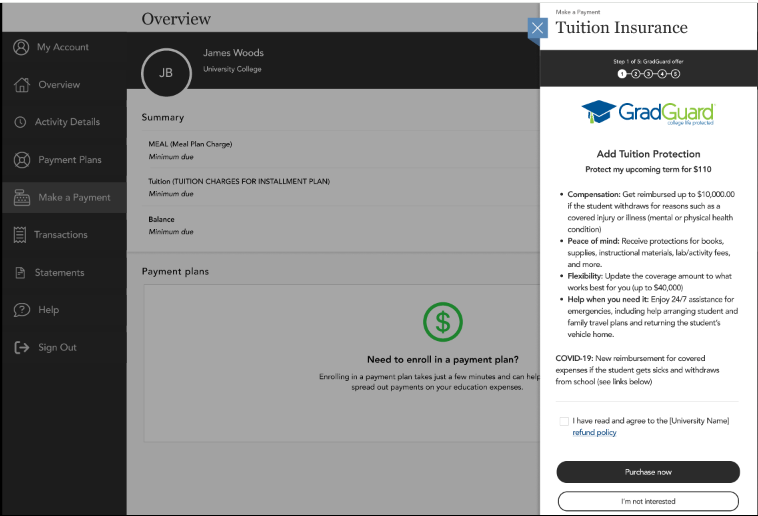 Overview
My Account
Overview
Activity Details
Payment Plans
Make a Payment
Transactions
Statements
Help
Sign Out
JB
James Woods
University College
Summary
MEAL (Meal Plan Charge)
Minimum due
Tuition (TUITION CHARGES FOR INSTALLMENT PLAN)
Minimum due
Balance
Minimum due
Payment plans
$
Need to enroll in a payment plan?
Enrolling in a payment plan takes just a few minutes and can help
spread out payments on your education expenses.
Make a Payment
Tuition Insurance
Step 1 of 5: GradGuard offer
1 2 3 4 5
GradGuard
college life protected
Add Tuition Protection
Protect my upcoming term for $110
• Compensation: Get reimbursed up to $10,000.00
if the student withdraws for reasons such as a
covered injury or illness (mental or physical health
condition)
• Peace of mind: Receive protections for books,
supplies, instructional materials, lab/activity fees,
and more.
• Flexibility: Update the coverage amount to what
works best for you (up to $40,000)
• Help when you need it: Enjoy 24/7 assistance for
emergencies, including help arranging student and
family travel plans and returning the student's
vehicle home.
COVID-19: New reimbursement for covered
expenses if the student gets sicks and withdraws
from school (see links below)
I have read and agree to the [University Name]
refund policy
Purchase now
I'm not interested